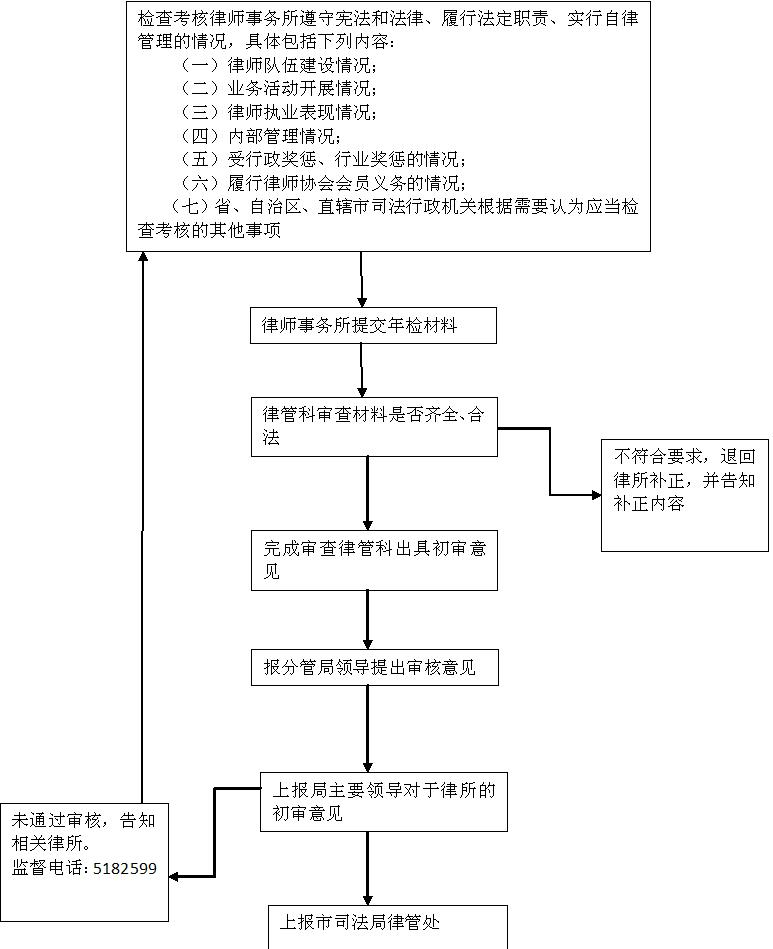 检查考核律师事务所遵守宪法和法律、履行法定职责、实行自律
管理的情况，具体包括下列内容：
（一）律师队伍建设情况；
（二）业务活动开展情况；
（三）律师执业表现情况；
（四）内部管理情况；
（五）受行政奖惩、行业奖惩的情况；
（六）履行律师协会会员义务的情况；
（七）省、自治区、直辖市司法行政机关根据需要认为应当检
查考核的其他事项
律师事务所提交年检材料
律管科审查材料是否齐全、合
法
不符合要求，退回
律所补正，并告知
补正内容
完成审查律管科出具初审意
见
报分管局领导提出审核意见
上报局主要领导对于律所的
初审意见
未通过审核，告知
相关律所。
监督电话：5182599
上报市司法局律管处